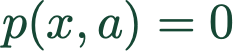 p(x, a) = 0